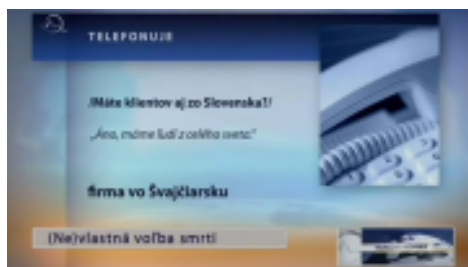 TELEFONUJE
/Máte klientov aj zo Slovenska?/
„Áno, máme ľudí z celého sveta."
firma vo Švajčiarsku
(Ne)vlastná voľba smrti